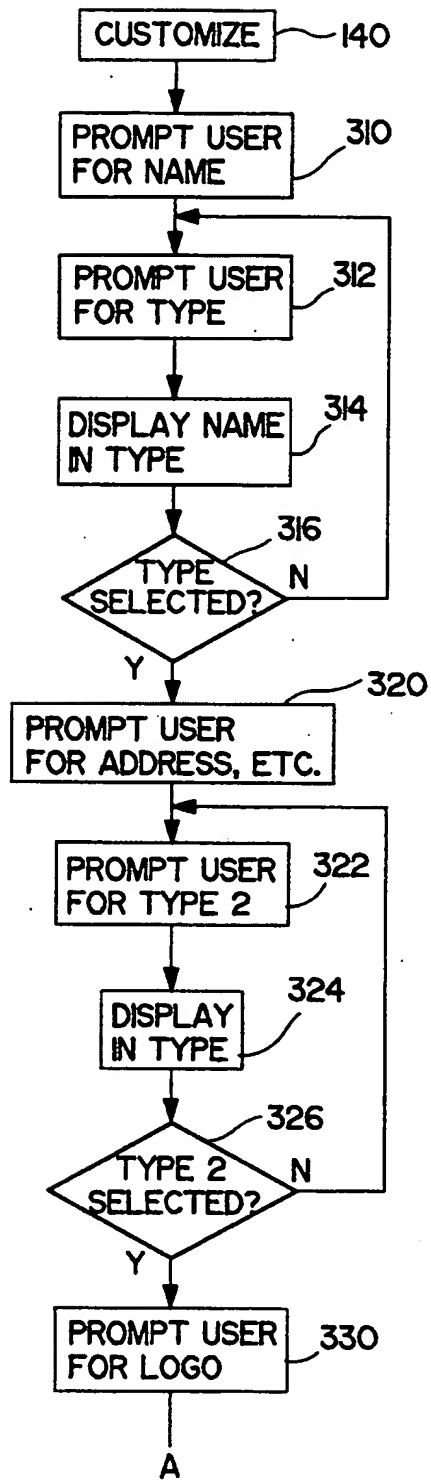 CUSTOMIZE
140
PROMPT USER
FOR NAME
310
PROMPT USER
FOR TYPE
312
DISPLAY NAME
IN TYPE
314
316
TYPE
SELECTED?
N
Y
320
PROMPT USER
FOR ADDRESS, ETC.
PROMPT USER
FOR TYPE 2
322
324
DISPLAY
IN TYPE
326
TYPE 2
SELECTED?
N
Y
PROMPT USER
FOR LOGO
330
A